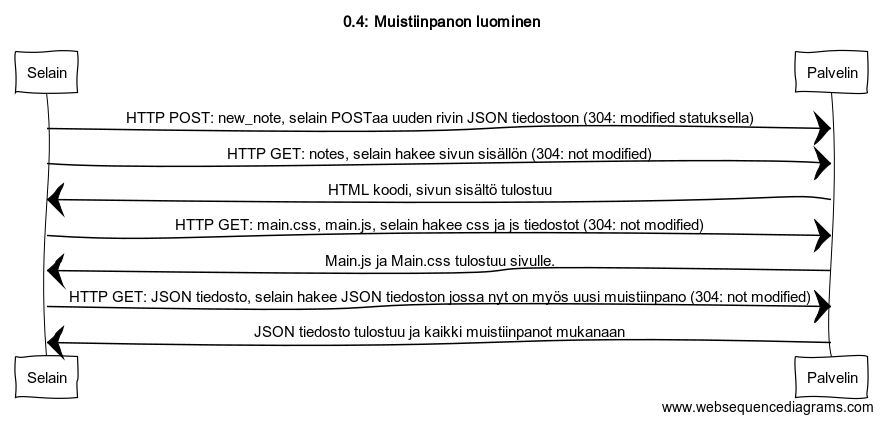 0.4: Muistiinpanon luominen
Selain
Palvelin
HTTP POST: new_note, selain POSTaa uuden rivin JSON tiedostoon (304: modified statuksella)
HTTP GET: notes, selain hakee sivun sisällön (304: not modified)
HTML koodi, sivun sisältö tulostuu
HTTP GET: main.css, main.js, selain hakee css ja js tiedostot (304: not modified)
Main.js ja Main.css tulostuu sivulle.
HTTP GET: JSON tiedosto, selain hakee JSON tiedoston jossa nyt on myös uusi muistiinpano (304: not modified)
JSON tiedosto tulostuu ja kaikki muistiinpanot mukanaan
Selain
Palvelin
www.websequencediagrams.com